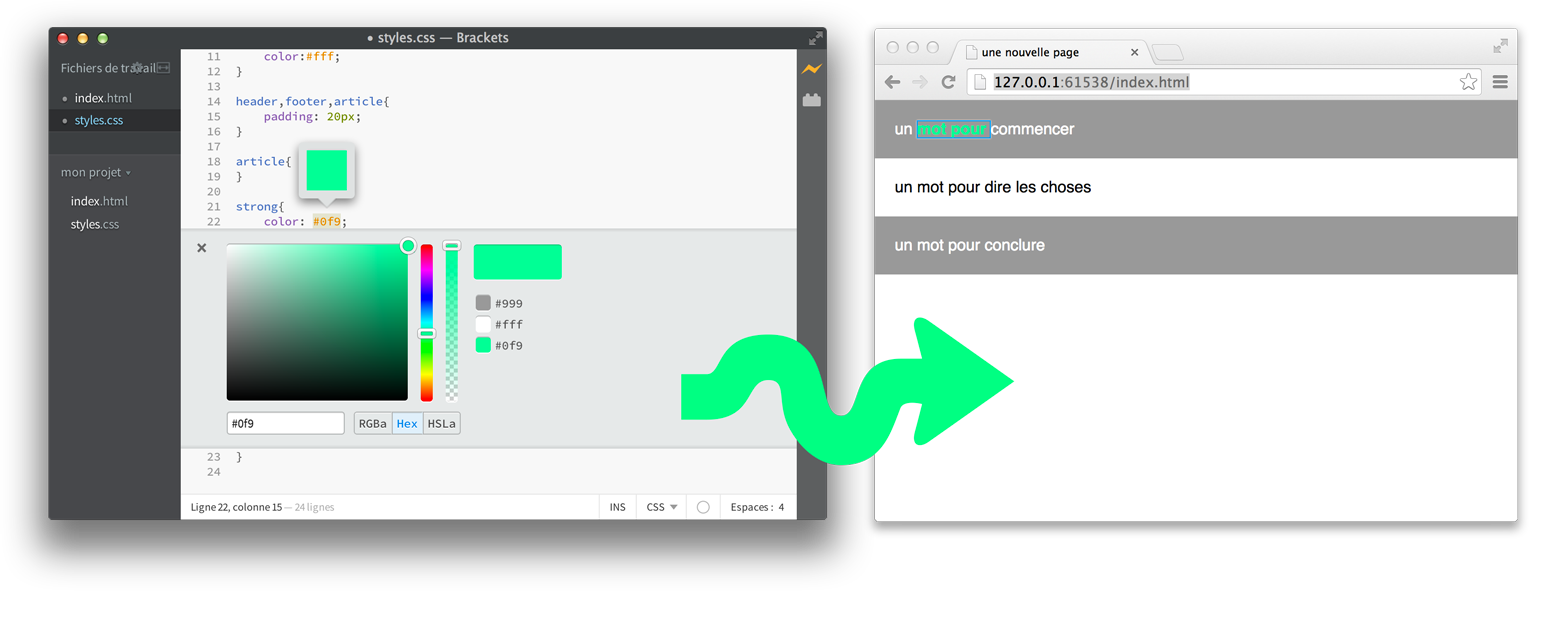 • styles.css — Brackets
Fichiers de travail
• index.html
• styles.css
mon projet
index.html
styles.css
11 color:#fff;
12 }
13
14 header,footer,article{
15 padding: 20px;
16 }
17
18 article{
19 }
20
21 strong{
22 color: #0f9;
#999
#fff
#0f9
#0f9
RGBa Hex HSLa
23 }
24
Ligne 22, colonne 15 — 24 lignes
INS CSS Espaces : 4
une nouvelle page
127.0.0.1:61538/index.html
un mot pour commencer
un mot pour dire les choses
un mot pour conclure